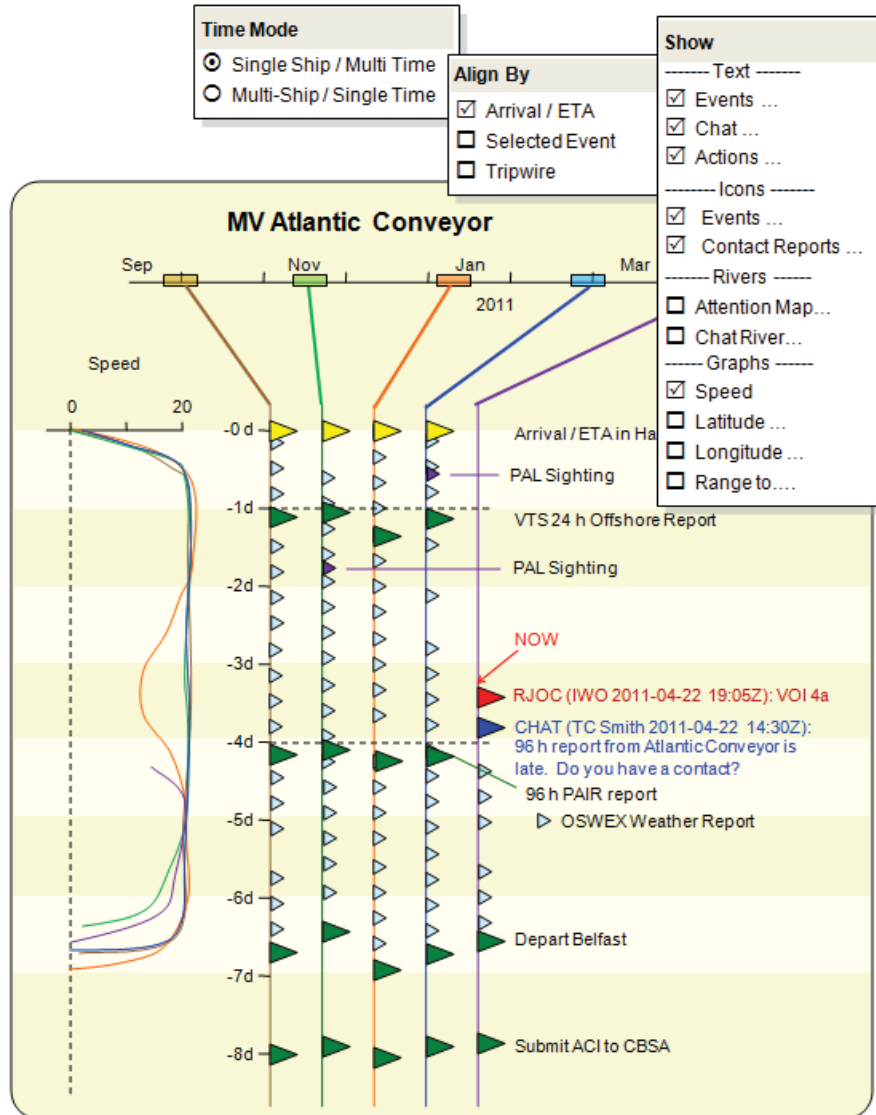 Time Mode
Single Ship / Multi Time
Multi-Ship / Single Time
Align By
Arrival / ETA
Selected Event
Tripwire
Show
------- Text -------
Events ...
Chat ...
Actions ...
-------- Icons -------
Events ...
Contact Reports ...
------- Rivers ------
Attention Map...
Chat River...
------ Graphs ------
Speed
Latitude ...
Longitude ...
Range to....
MV Atlantic Conveyor
Sep
Nov
Jan
Mar
2011
Speed
0
20
-0 d
Arrival / ETA in Ha
PAL Sighting
-1d
VTS 24 h Offshore Report
PAL Sighting
-2d
NOW
-3d
RJOC (IWO 2011-04-22 19:05Z): VOI 4a
CHAT (TC Smith 2011-04-22 14:30Z):
-4d
96 h report from Atlantic Conveyor is
late. Do you have a contact?
96 h PAIR report
-5d
OSWEX Weather Report
-6d
Depart Belfast
-7d
-8d
Submit ACI to CBSA